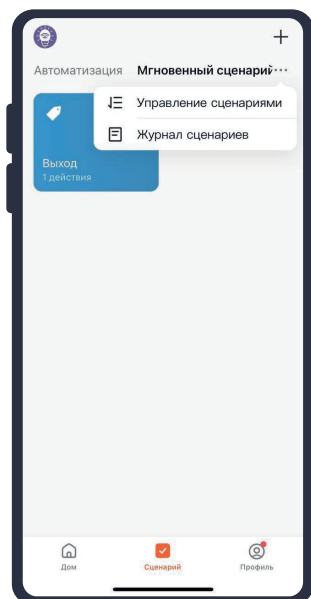 Автоматизация Мгновенный сценарий ···
Управление сценариями
Журнал сценариев
Выход
1 действия
Дом Сценарий Профиль